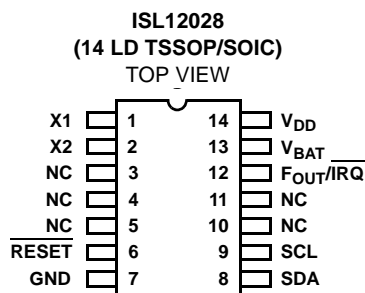 ISL12028
(14 LD TSSOP/SOIC)
TOP VIEW
X1 1 14 VDD
X2 2 13 VBAT
NC 3 12 FOUT/IRQ
NC 4 11 NC
NC 5 10 NC
RESET 6 9 SCL
GND 7 8 SDA